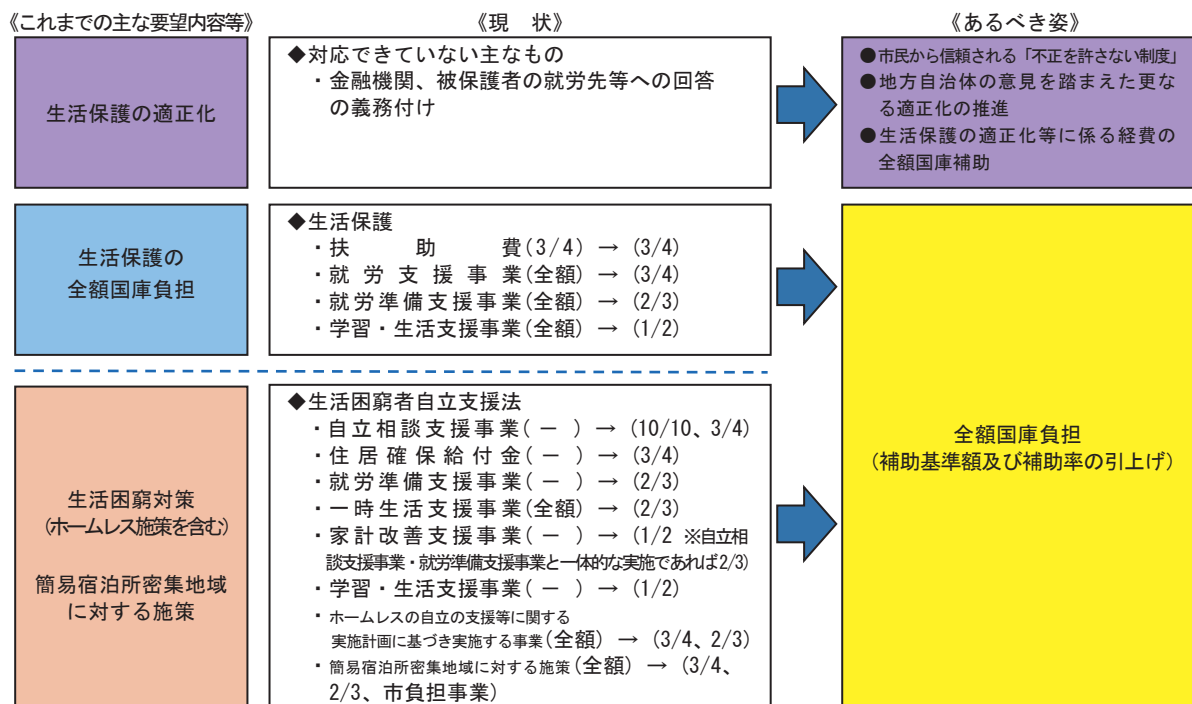 《これまでの主な要望内容等》
《現　状》
《あるべき姿》
生活保護の適正化
◆対応できていない主なもの
・金融機関、被保護者の就労先等への回答
の義務付け
●市民から信頼される「不正を許さない制度」
●地方自治体の意見を踏まえた更な
る適正化の推進
●生活保護の適正化等に係る経費の
全額国庫補助
生活保護の
全額国庫負担
◆生活保護
・扶　助　費(3/4) → (3/4)
・就労支援事業(全額) → (3/4)
・就労準備支援事業(全額) → (2/3)
・学習・生活支援事業(全額) → (1/2)
生活困窮対策
(ホームレス施策を含む)
簡易宿泊所密集地域
に対する施策
◆生活困窮者自立支援法
・自立相談支援事業( － ) → (10/10、3/4)
・住居確保給付金( － ) → (3/4)
・就労準備支援事業( － ) → (2/3)
・一時生活支援事業(全額) → (2/3)
・家計改善支援事業( － ) → (1/2 ※自立相
談支援事業・就労準備支援事業と一体的な実施であれば2/3)
・学習・生活支援事業( － ) → (1/2)
・ホームレスの自立の支援等に関する
実施計画に基づき実施する事業(全額) → (3/4、2/3)
・簡易宿泊所密集地域に対する施策(全額) → (3/4、
2/3、市負担事業)
全額国庫負担
(補助基準額及び補助率の引上げ)